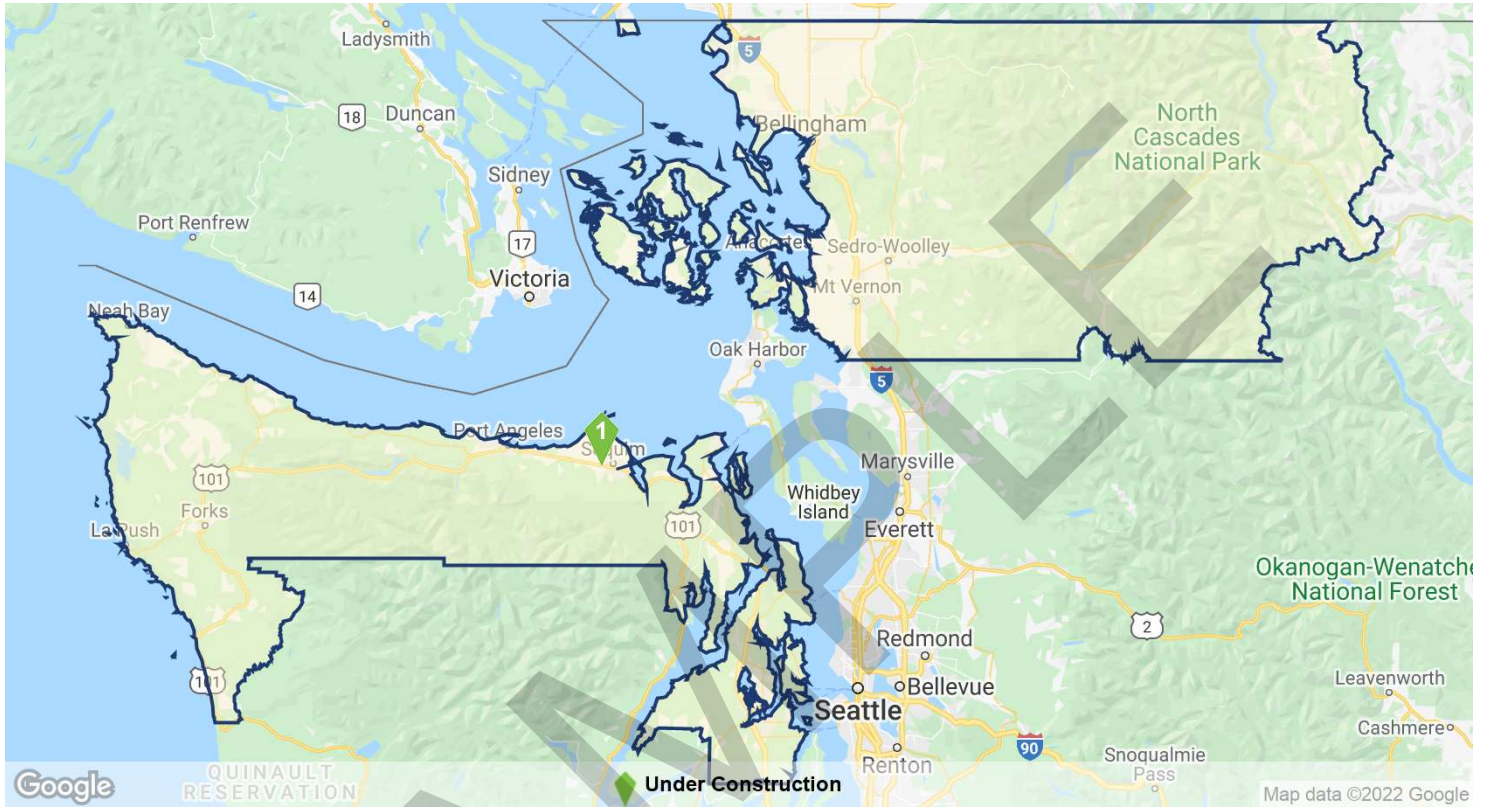 Ladysmith
5
18
Duncan
Bellingham
North
Cascades
National Park
Sidney
Port Renfrew
17
Anacortes
Sedro-Woolley
Victoria
14
Mt Vernon
Neah Bay
Oak Harbor
5
1
Port Angeles
Sequim
Marysville
101
Whidbey
Island
Forks
101
La Push
Everett
Okanogan-Wenatche
National Forest
2
Redmond
101
Bellevue
Leavenworth
Seattle
Cashmere
90
Snoqualmie
Pass
Renton
QUINAULT
RESERVATION
Google
Under Construction
Map data ©2022 Google